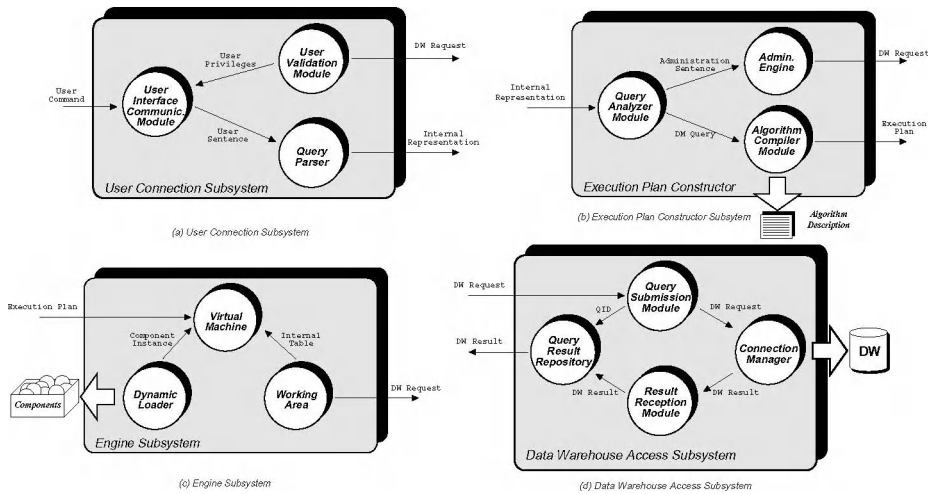 User
Validation
Module
DW Request
User
Privileges
User
Command
User
Interface
Communic.
Module
User
Sentence
Query
Parser
Internal
Representation
User Connection Subsystem
(a) User Connection Subsystem
Admin.
Engine
DW Request
Administration
Sentence
Internal
Representation
Query
Analyzer
Module
DM Query
Algorithm
Compiler
Module
Execution
Plan
Execution Plan Constructor
(b) Execution Plan Constructor Subsytem
Algorithm
Description
Execution Plan
Virtual
Machine
Component
Instance
Internal
Table
Components
Dynamic
Loader
Working
Area
DW Request
Engine Subsystem
(c) Engine Subsystem
DW Request
Query
Submission
Module
QID
DW Request
DW Result
Query
Result
Repository
Connection
Manager
DW
DW Result
Result
Reception
Module
DW Result
Data Warehouse Access Subsystem
(d) Data Warehouse Access Subsystem